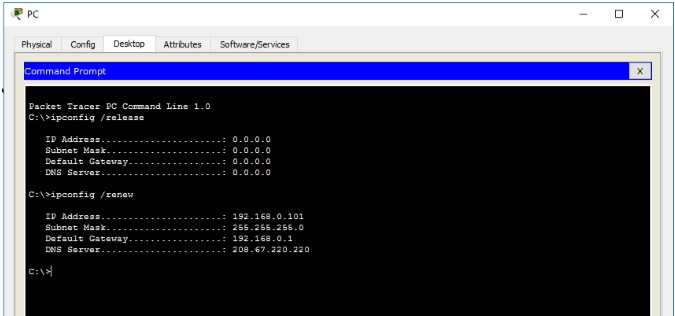 PC
Physical Config Desktop Attributes Software/Services
Command Prompt X
Packet Tracer PC Command Line 1.0
C:\>ipconfig /release
IP Address......................: 0.0.0.0
Subnet Mask.....................: 0.0.0.0
Default Gateway.................: 0.0.0.0
DNS Server......................: 0.0.0.0
C:\>ipconfig /renew
IP Address......................: 192.168.0.101
Subnet Mask.....................: 255.255.255.0
Default Gateway.................: 192.168.0.1
DNS Server......................: 208.67.220.220
C:\>